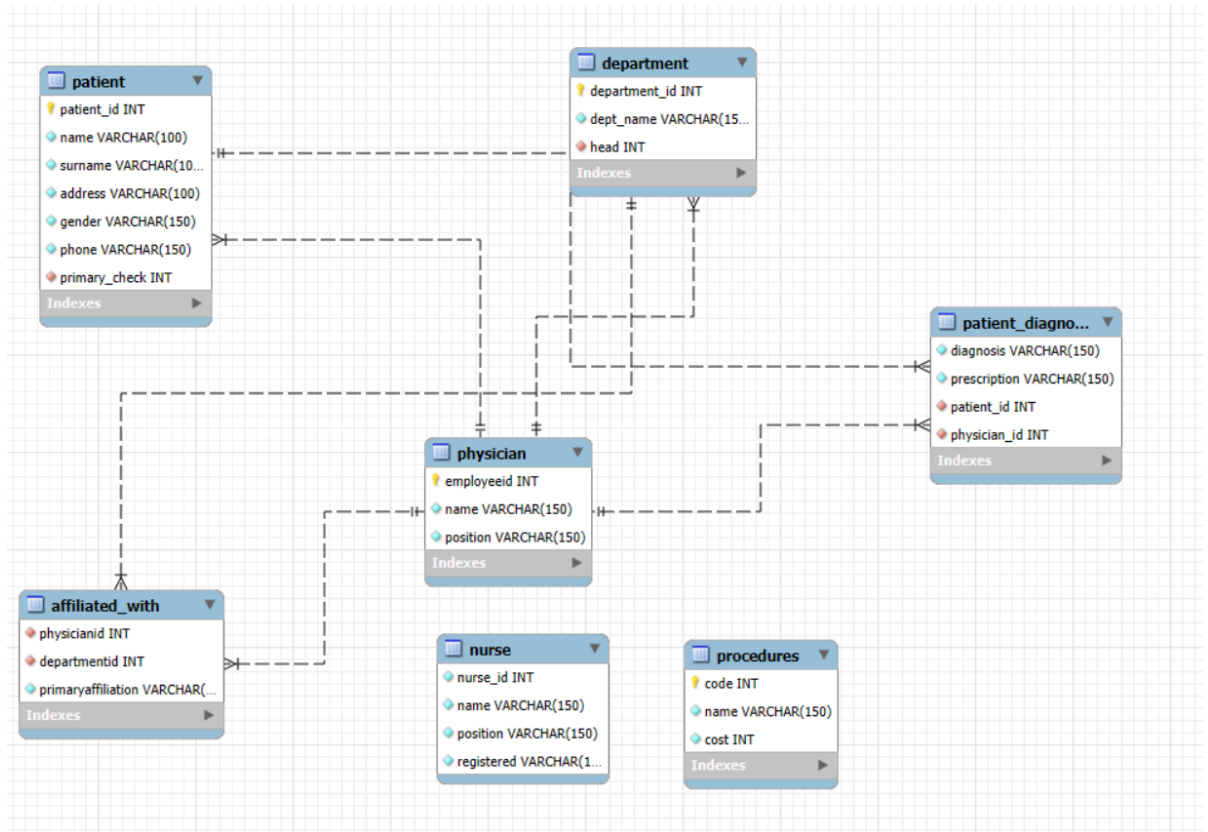 patient
patient_id INT
name VARCHAR(100)
surname VARCHAR(10...
address VARCHAR(100)
gender VARCHAR(150)
phone VARCHAR(150)
primary_check INT
Indexes
department
department_id INT
dept_name VARCHAR(15...
head INT
Indexes
patient_diagno...
diagnosis VARCHAR(150)
prescription VARCHAR(150)
patient_id INT
physician_id INT
Indexes
physician
employeeid INT
name VARCHAR(150)
position VARCHAR(150)
Indexes
affiliated_with
physicianid INT
departmentid INT
primaryaffiliation VARCHAR(...
Indexes
nurse
nurse_id INT
name VARCHAR(150)
position VARCHAR(150)
registered VARCHAR(1...
Indexes
procedures
code INT
name VARCHAR(150)
cost INT
Indexes